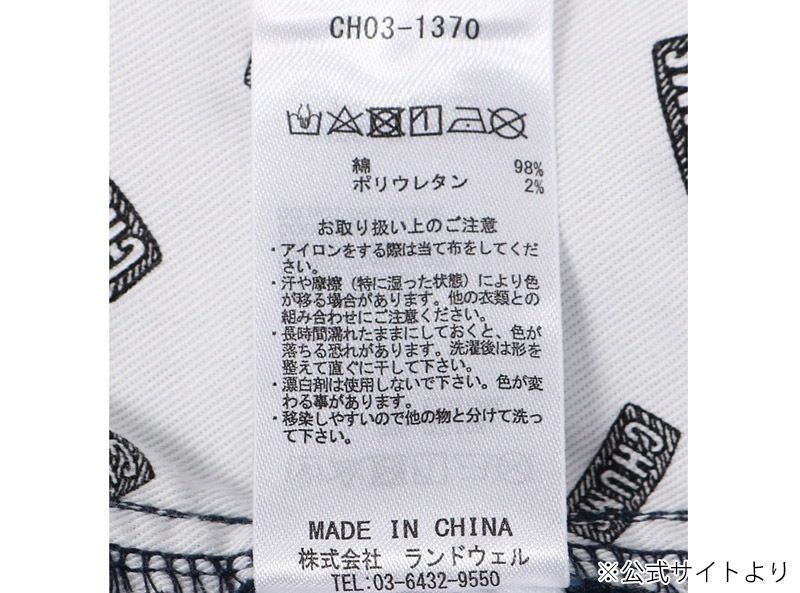 CH03-1370
綿 98%
ポリウレタン 2%
お取り扱い上のご注意
・アイロンをする際は当て布をしてくだ
さい。
・汗や摩擦（特に湿った状態）により色
が移る場合があります。他の衣類との
組み合わせにご注意ください。
・長時間濡れたままにしておくと、色が
落ちる恐れがあります。洗濯後は形を
整えて直ぐに干して下さい。
・漂白剤は使用しないで下さい。色が変
わる事があります。
・移染しやすいので他の物と分けて洗っ
て下さい。
MADE IN CHINA
株式会社 ランドウェル
TEL:03-6432-9550
※公式サイトより